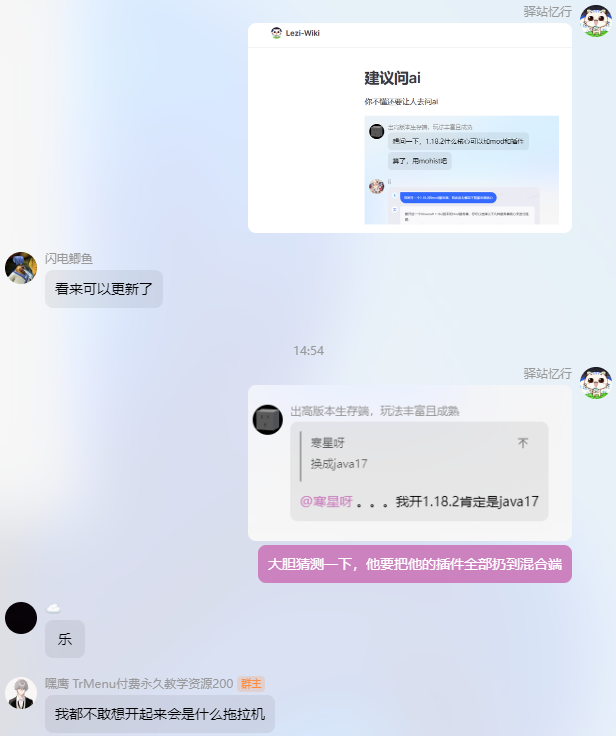 驿站忆行
Lezi-Wiki
建议问ai
你不懂还要让人去问ai
出高版本生存端，玩法丰富且成熟
请问一下，1.18.2什么核心可以加mod和插件
算了，用mohist吧
闪电鲫鱼
看来可以更新了
14:54
驿站忆行
出高版本生存端，玩法丰富且成熟
寒星呀
换成java17
@寒星呀 。。。我开1.18.2肯定是java17
大胆猜测一下，他要把他的插件全部扔到混合端
乐
嘿鹰 TrMenu付费永久教学资源200 群主
我都不敢想开起来会是什么拖拉机